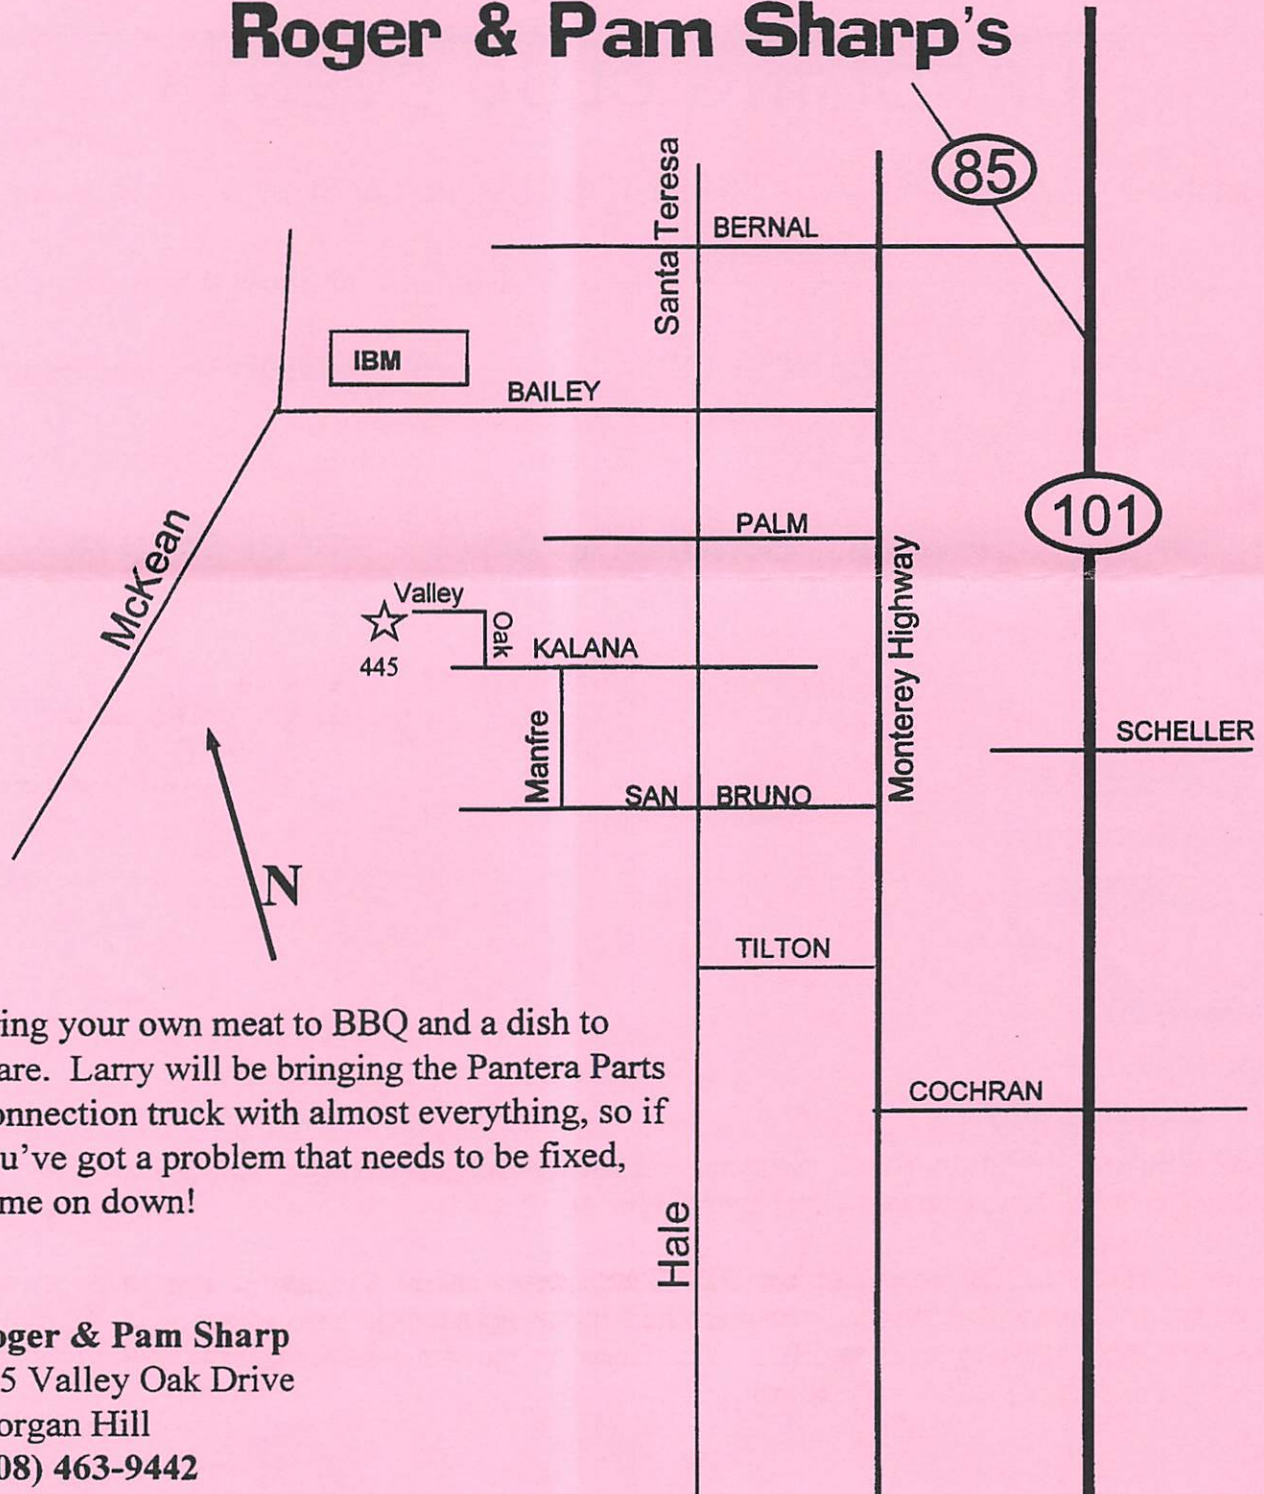 Roger & Pam Sharp's
85
Santa Teresa
BERNAL
IBM
BAILEY
101
PALM
McKean
Valley
Oak
445
KALANA
Monterey Highway
Manfre
SCHELLER
SAN BRUNO
N
TILTON
ing your own meat to BBQ and a dish to
are. Larry will be bringing the Pantera Parts
onnection truck with almost everything, so if
u've got a problem that needs to be fixed,
me on down!
COCHRAN
Hale
oger & Pam Sharp
5 Valley Oak Drive
organ Hill
08) 463-9442